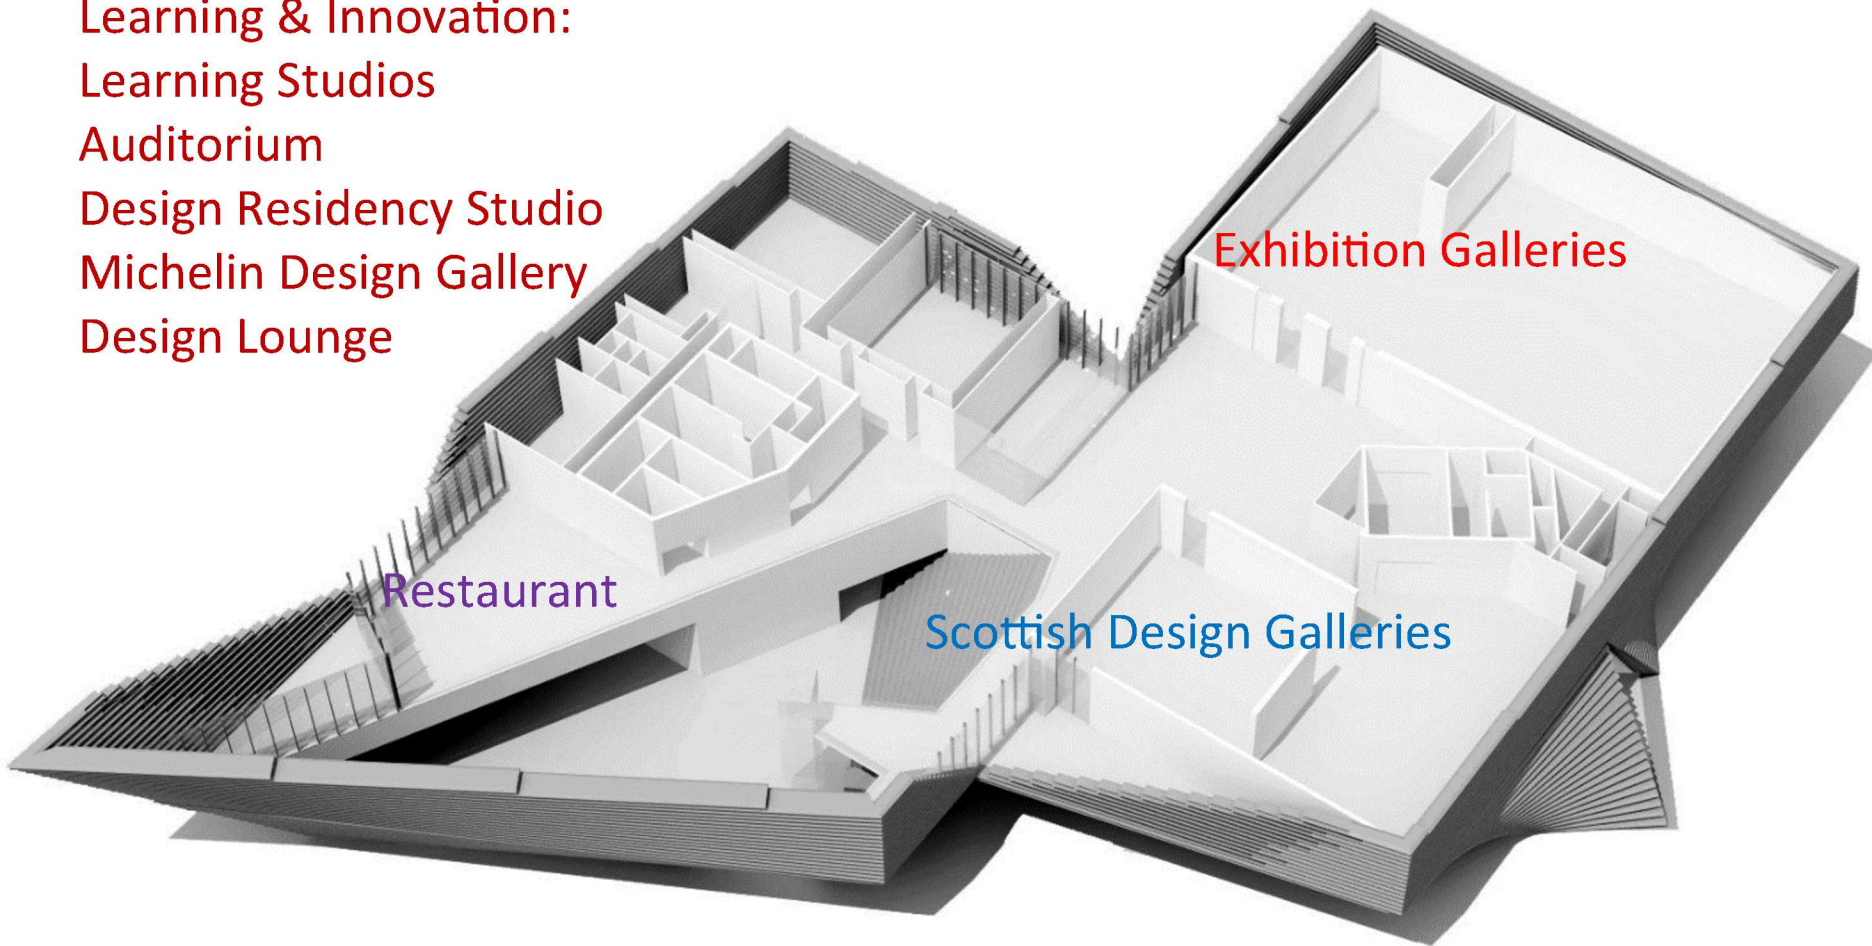 Learning & Innovation:
Learning Studios
Auditorium
Design Residency Studio
Michelin Design Gallery
Design Lounge
Exhibition Galleries
Restaurant
Scottish Design Galleries